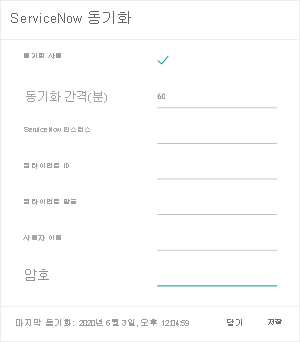 ServiceNow 동기화
동기화 사용
동기화 간격(분)
60
ServiceNow 인스턴스
클라이언트 ID
클라이언트 암호
사용자 이름
암호
마지막 동기화: 2020년 6월 3일, 오후 12:04:59
닫기
저장